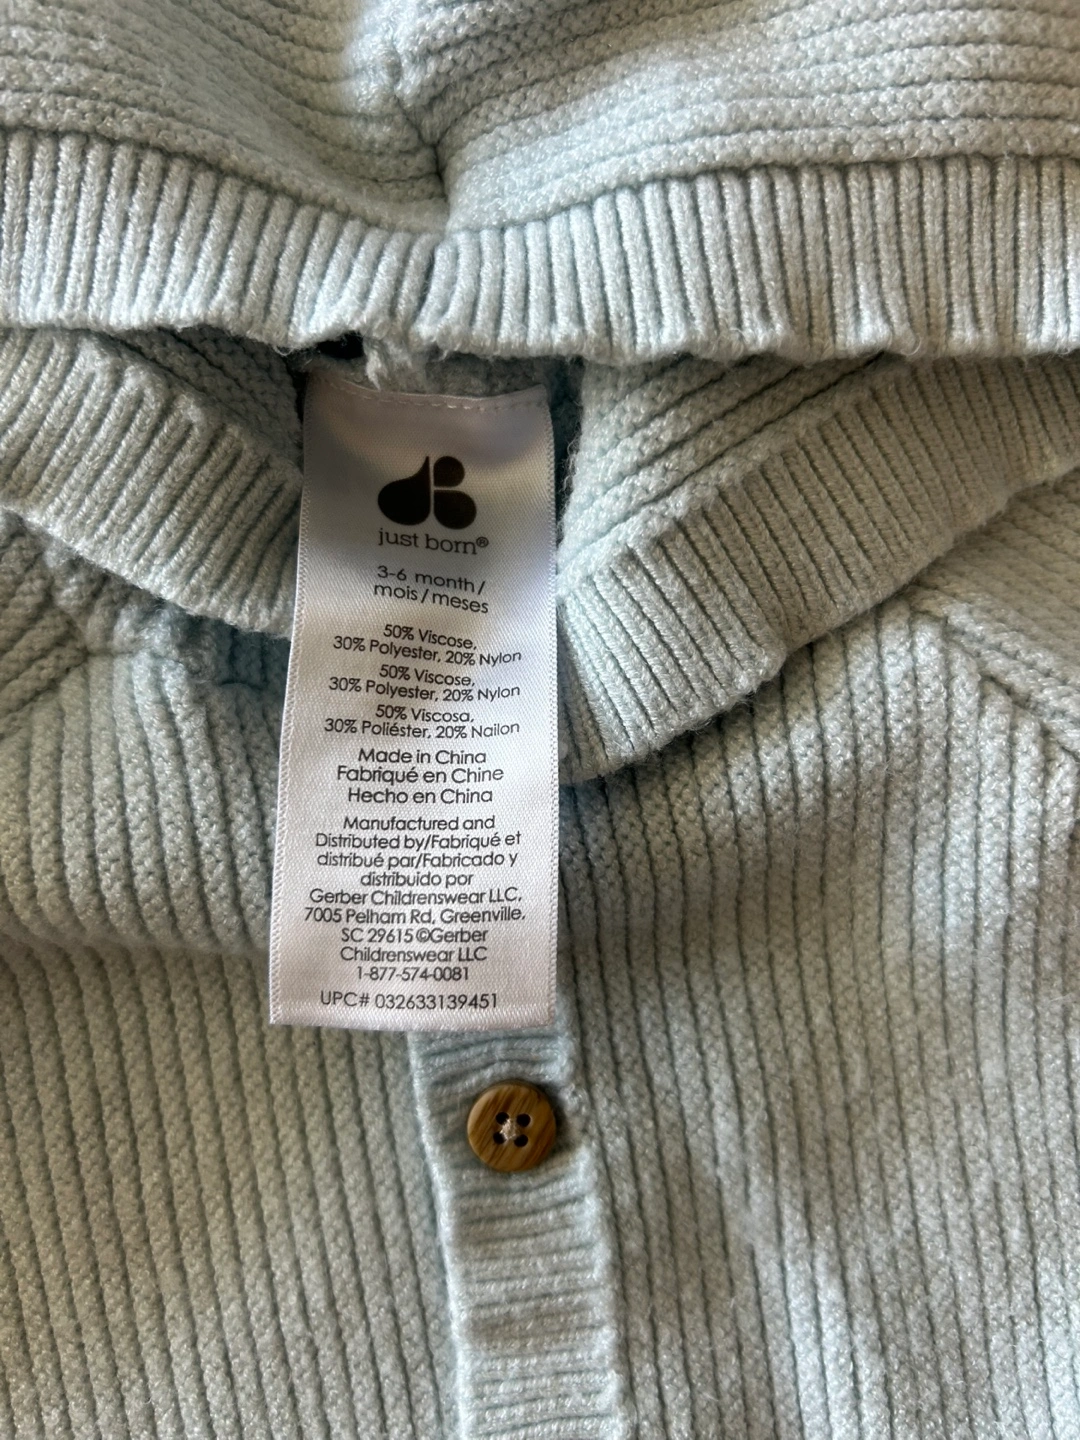 just born®
3-6 month/
mois/meses
50% Viscose,
30% Polyester, 20% Nylon
50% Viscose,
30% Polyester, 20% Nylon
50% Viscosa,
30% Poliéster, 20% Nailon
Made in China
Fabriqué en Chine
Hecho en China
Manufactured and
Distributed by/Fabriqué et
distribué par/Fabricado y
distribuido por
Gerber Childrenswear LLC,
7005 Pelham Rd, Greenville,
SC 29615 ©Gerber
Childrenswear LLC
1-877-574-0081
UPC# 032633139451